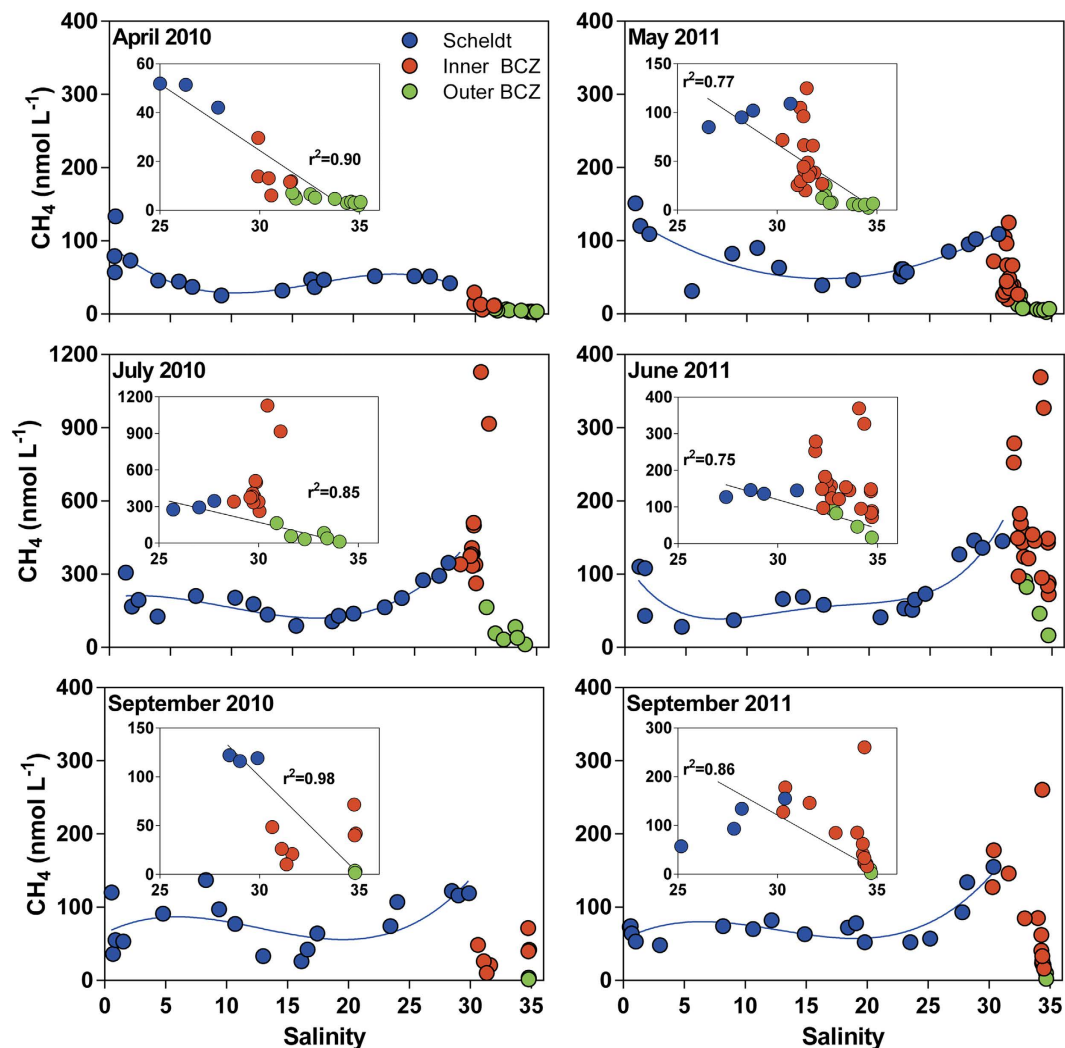 April 2010
Scheldt
Inner BCZ
Outer BCZ
CH4 (nmol L-1)
400
300
200
100
0
60
40
20
0
25 30 35
r²=0.90
May 2011
400
300
200
100
0
150
100
50
0
25 30 35
r²=0.77
July 2010
CH4 (nmol L-1)
1200
900
600
300
0
1200
900
600
300
0
25 30 35
r²=0.85
June 2011
400
300
200
100
0
400
300
200
100
0
25 30 35
r²=0.75
September 2010
CH4 (nmol L-1)
400
300
200
100
0
150
100
50
0
25 30 35
r²=0.98
0 5 10 15 20 25 30 35
Salinity
September 2011
400
300
200
100
0
300
200
100
0
25 30 35
r²=0.86
0 5 10 15 20 25 30 35
Salinity